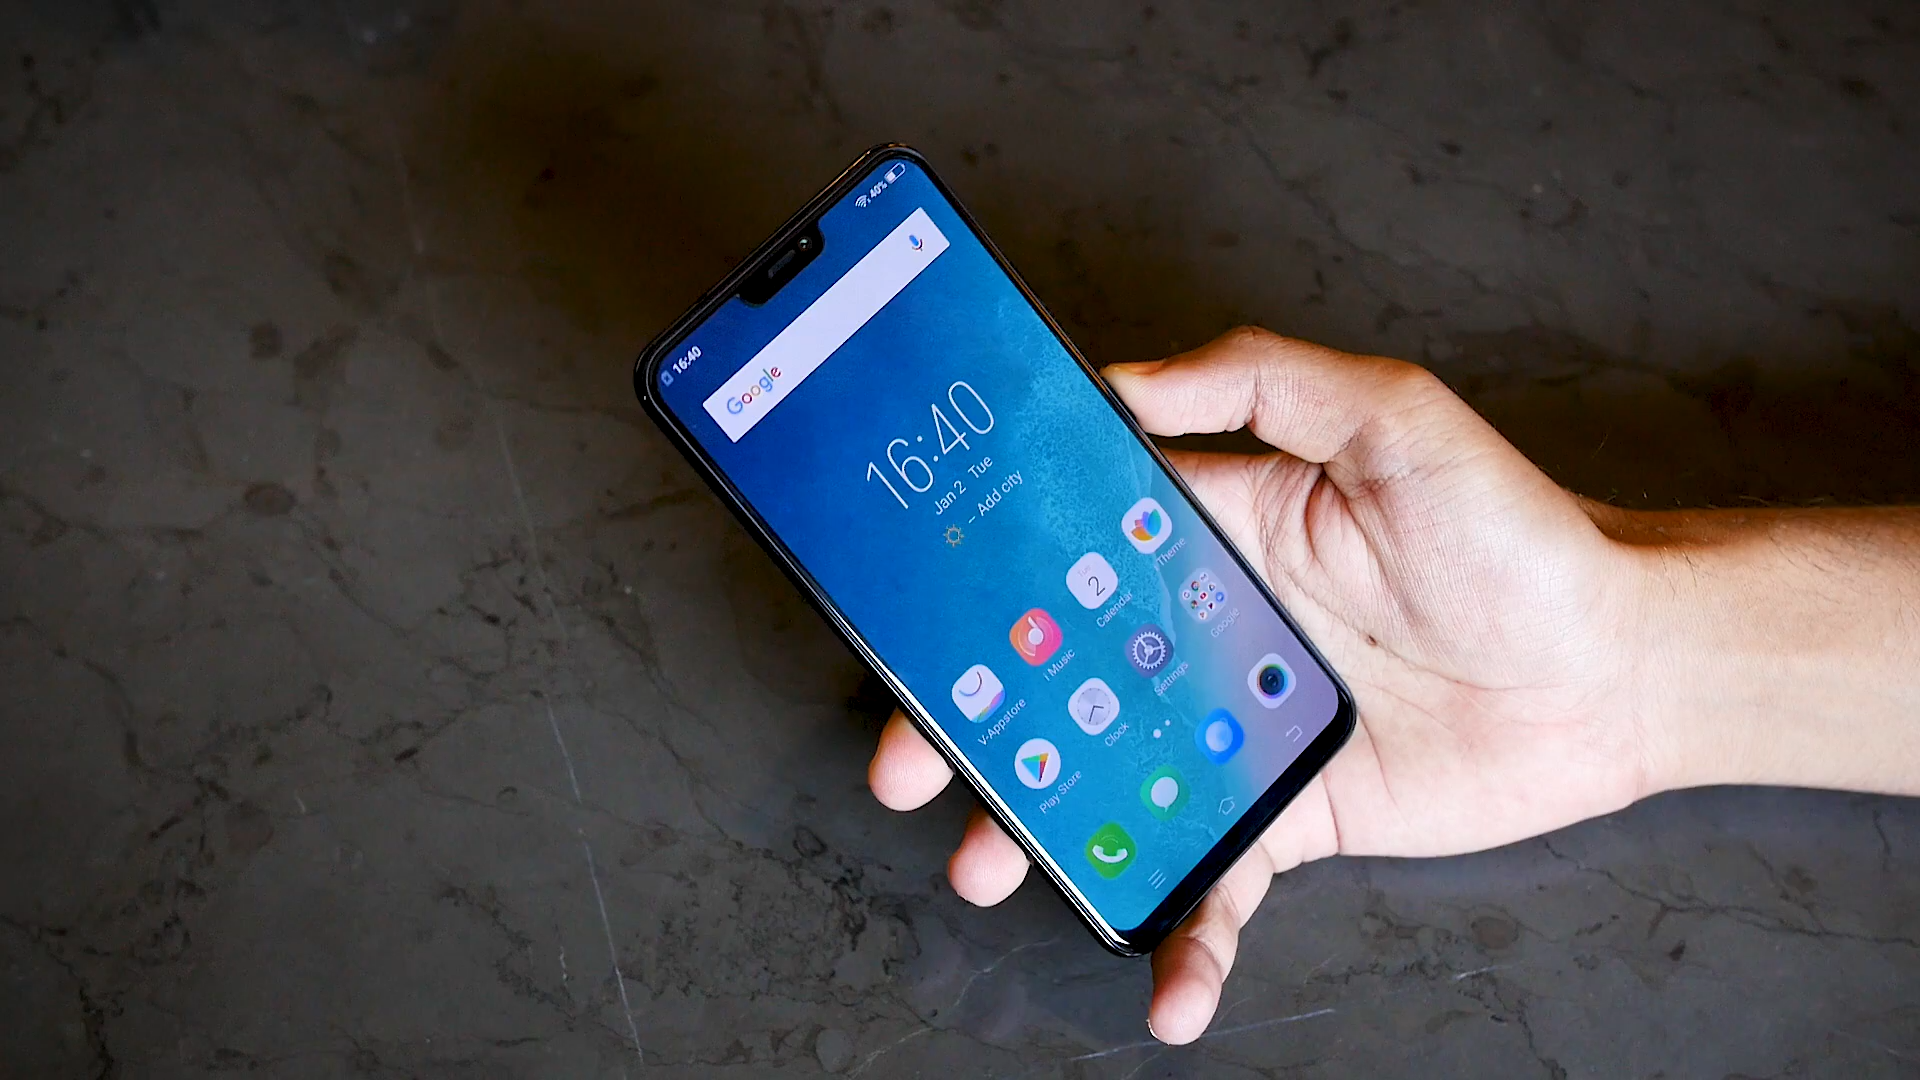 16:40
40%
Google
16:40
Jan 2 Tue
– Add city
V-Appstore
i Music
Tue
2
Calendar
Theme
Play Store
Clock
Settings
Google